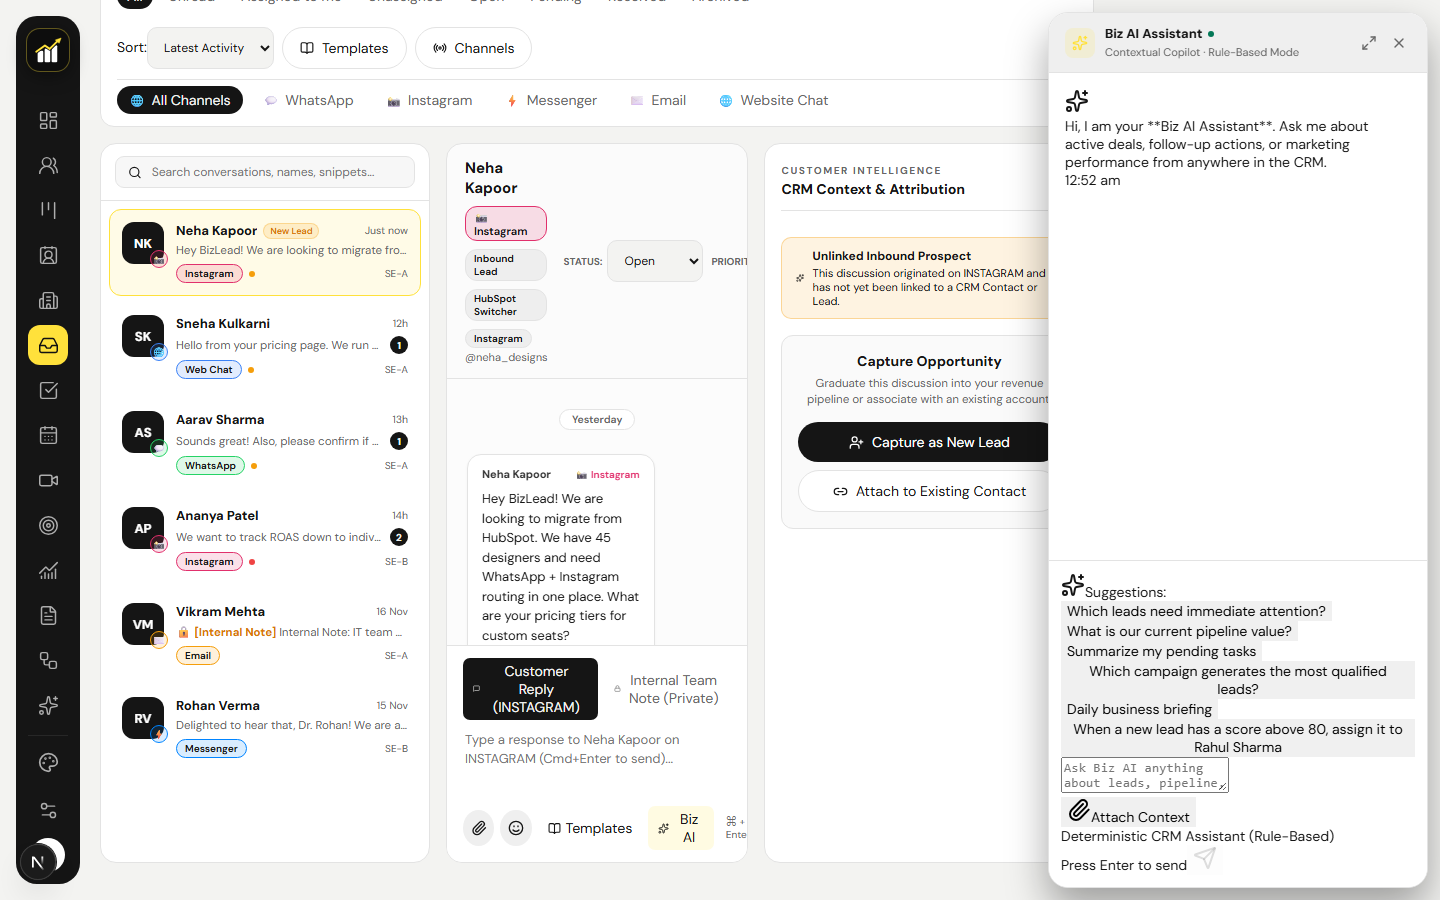 Sort:
Latest Activity
Templates
Channels
All Channels
WhatsApp
Instagram
Messenger
Email
Website Chat
Search conversations, names, snippets...
NK
Neha Kapoor
New Lead
Just now
Hey BizLead! We are looking to migrate fro...
Instagram
SE-A
SK
Sneha Kulkarni
12h
Hello from your pricing page. We run ...
1
Web Chat
SE-A
AS
Aarav Sharma
13h
Sounds great! Also, please confirm if ...
1
WhatsApp
SE-A
AP
Ananya Patel
14h
We want to track ROAS down to indiv...
2
Instagram
SE-B
VM
Vikram Mehta
16 Nov
[Internal Note] Internal Note: IT team ...
Email
SE-A
RV
Rohan Verma
15 Nov
Delighted to hear that, Dr. Rohan! We are a...
Messenger
SE-B
N
Neha
Kapoor
Instagram
Inbound
Lead
HubSpot
Switcher
Instagram
@neha_designs
STATUS:
Open
PRIORIT
Yesterday
Neha Kapoor
Instagram
Hey BizLead! We are
looking to migrate from
HubSpot. We have 45
designers and need
WhatsApp + Instagram
routing in one place. What
are your pricing tiers for
custom seats?
Customer
Reply
(INSTAGRAM)
Internal Team
Note (Private)
Type a response to Neha Kapoor on
INSTAGRAM (Cmd+Enter to send)...
Templates
Biz
AI
⌘ +
Ente
CUSTOMER INTELLIGENCE
CRM Context & Attribution
Unlinked Inbound Prospect
This discussion originated on INSTAGRAM and
has not yet been linked to a CRM Contact or
Lead.
Capture Opportunity
Graduate this discussion into your revenue
pipeline or associate with an existing account
Capture as New Lead
Attach to Existing Contact
Biz AI Assistant
Contextual Copilot · Rule-Based Mode
Hi, I am your **Biz AI Assistant**. Ask me about
active deals, follow-up actions, or marketing
performance from anywhere in the CRM.
12:52 am
Suggestions:
Which leads need immediate attention?
What is our current pipeline value?
Summarize my pending tasks
Which campaign generates the most qualified
leads?
Daily business briefing
When a new lead has a score above 80, assign it to
Rahul Sharma
Ask Biz AI anything
about leads, pipeline,
Attach Context
Deterministic CRM Assistant (Rule-Based)
Press Enter to send